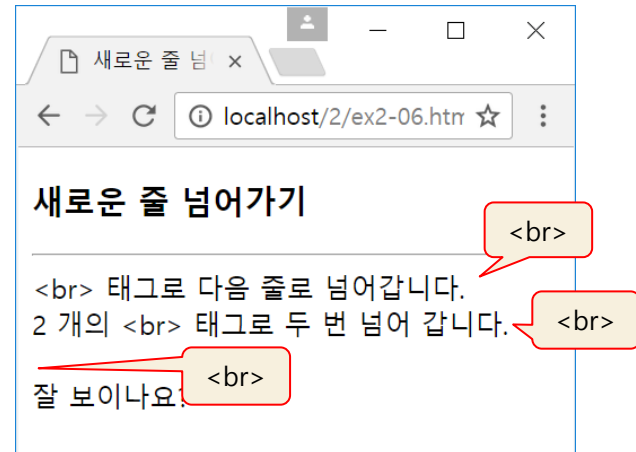 새로운 줄 넘
localhost/2/ex2-06.htm
새로운 줄 넘어가기
<br>
<br> 태그로 다음 줄로 넘어갑니다.
2 개의 <br> 태그로 두 번 넘어 갑니다.
<br>
<br>
잘 보이나요?